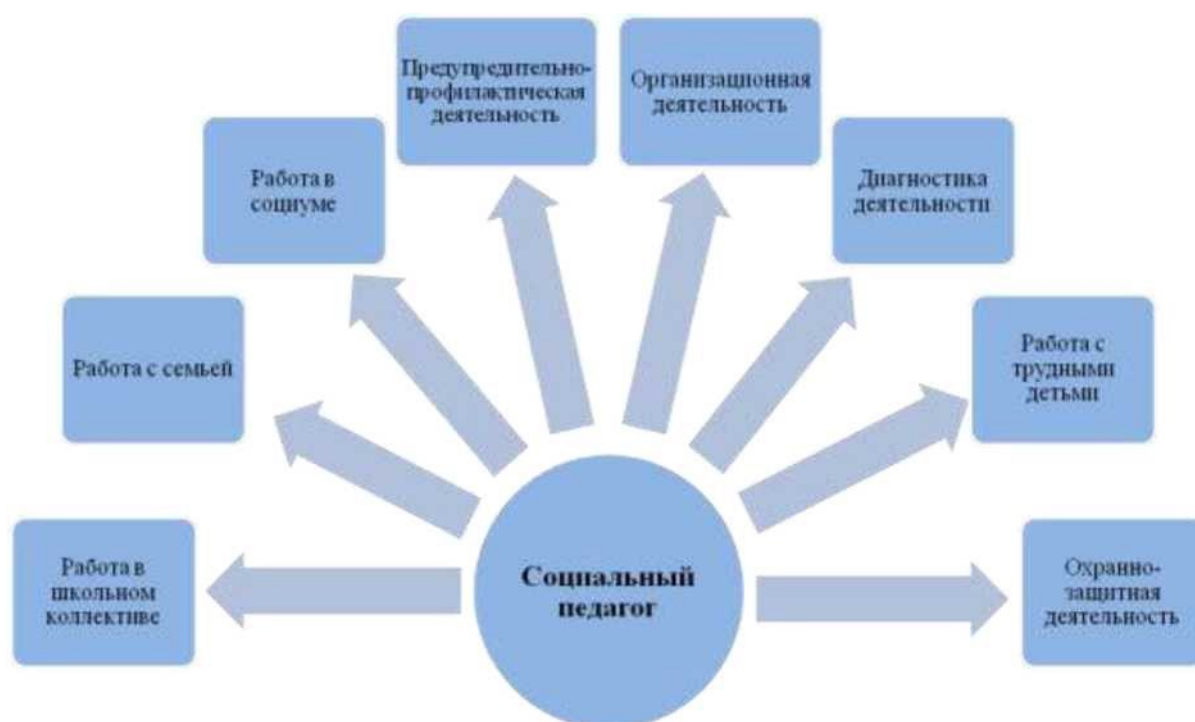 Предупредительно-
профилактическая
деятельность
Организационная
деятельность
Работа в
социуме
Диагностика
деятельности
Работа с семьей
Работа с
трудными
детьми
Работа в
школьном
коллективе
Социальный
педагог
Охранно-
защитная
деятельность